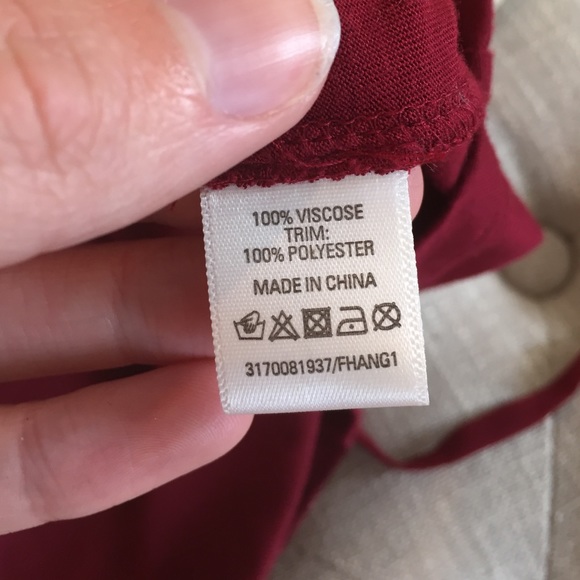 100% VISCOSE
TRIM:
100% POLYESTER
MADE IN CHINA
3170081937/FHANG1